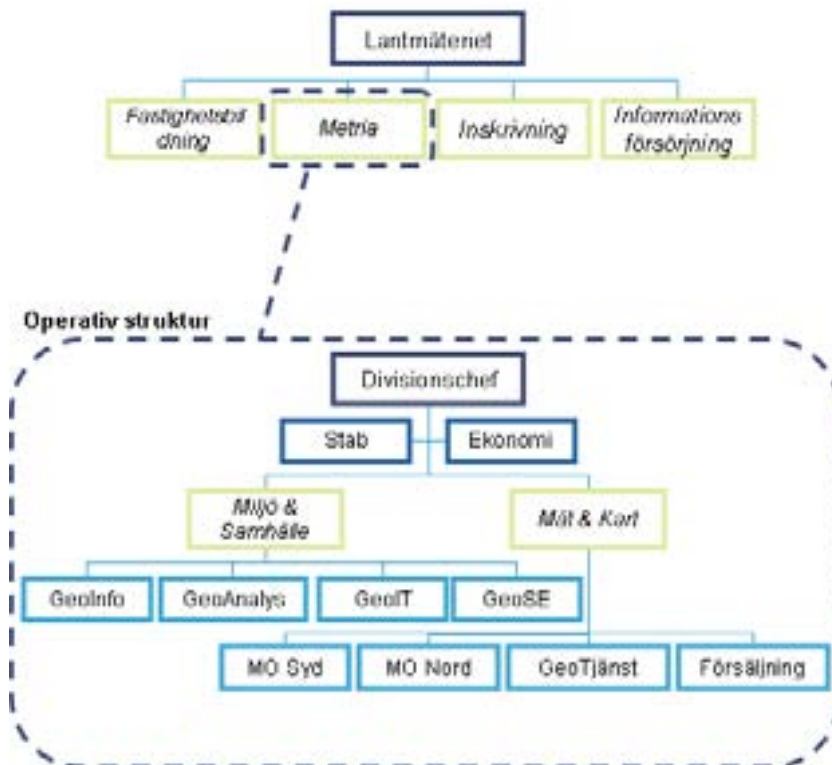 Lantmäteriet
Fastighetsbil
dning
Metria
Inskrivning
Informations
försörjning
Operativ struktur
Divisionschef
Stab
Ekonomi
Miljö &
Samhälle
Mät & Kart
GeoInfo
GeoAnalys
GeoIT
GeoSE
MO Syd
MO Nord
GeoTjänst
Försäljning